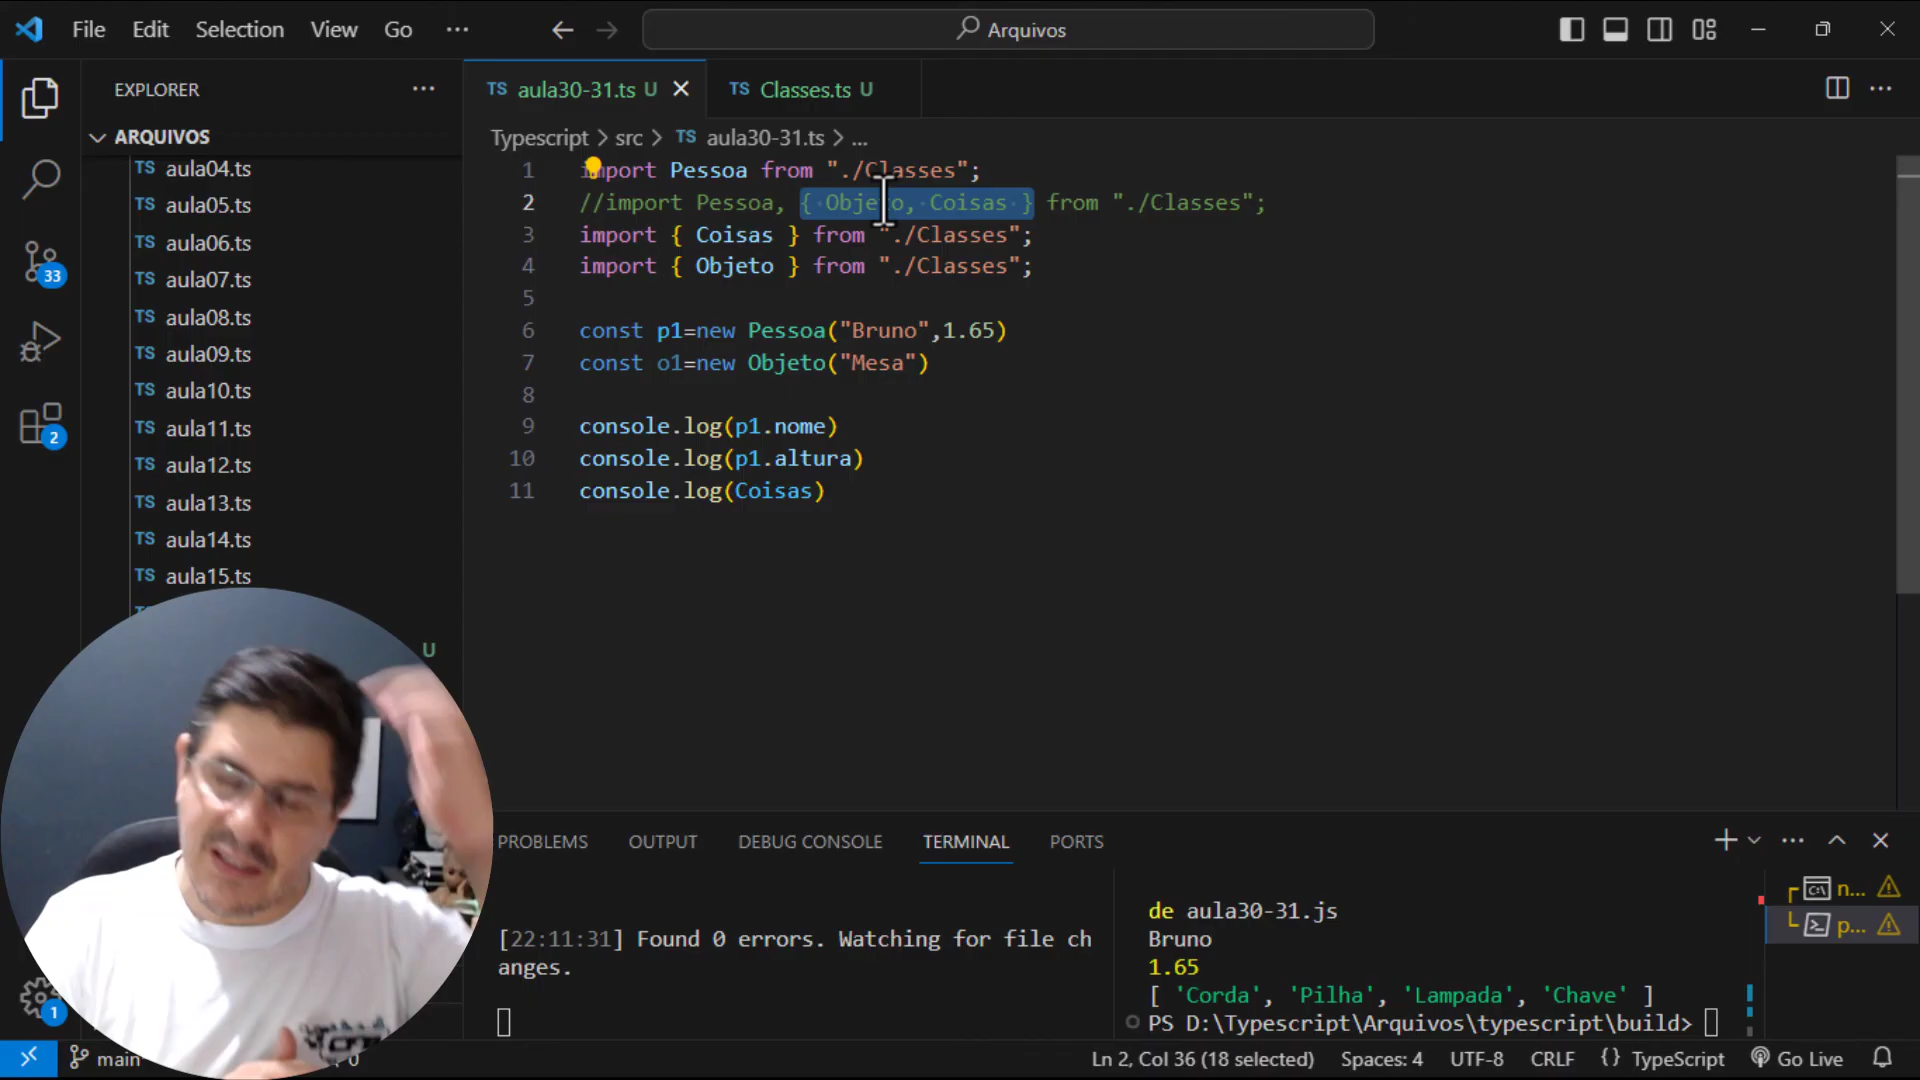 File Edit Selection View Go ···
Arquivos
EXPLORER
ARQUIVOS
TS aula04.ts
TS aula05.ts
TS aula06.ts
TS aula07.ts
TS aula08.ts
TS aula09.ts
TS aula10.ts
TS aula11.ts
TS aula12.ts
TS aula13.ts
TS aula14.ts
TS aula15.ts
U
33
2
1
TS aula30-31.ts U
TS Classes.ts U
Typescript > src > TS aula30-31.ts > ...
1 import Pessoa from "./Classes";
2 //import Pessoa, { Objeto, Coisas } from "./Classes";
3 import { Coisas } from "./Classes";
4 import { Objeto } from "./Classes";
5
6 const p1=new Pessoa("Bruno",1.65)
7 const o1=new Objeto("Mesa")
8
9 console.log(p1.nome)
10 console.log(p1.altura)
11 console.log(Coisas)
PROBLEMS OUTPUT DEBUG CONSOLE TERMINAL PORTS
[22:11:31] Found 0 errors. Watching for file ch
anges.
de aula30-31.js
Bruno
1.65
[ 'Corda', 'Pilha', 'Lampada', 'Chave' ]
PS D:\Typescript\Arquivos\typescript\build>
n...
p...
main
0
Ln 2, Col 36 (18 selected) Spaces: 4 UTF-8 CRLF {} TypeScript Go Live